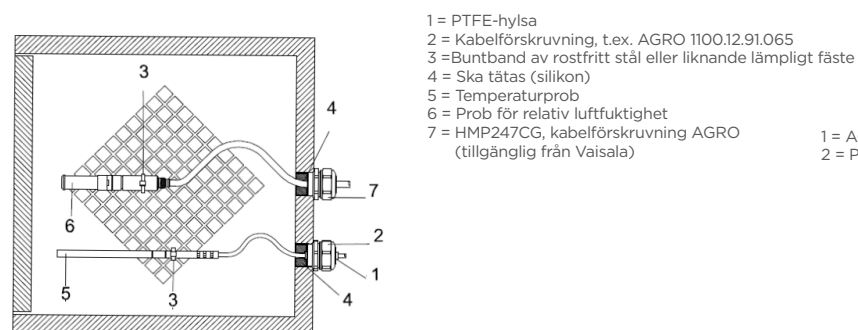 3
4
6
7
2
5
3
1
4
1 = PTFE-hylsa
2 = Kabelförskruvning, t.ex. AGRO 1100.12.91.065
3 =Buntband av rostfritt stål eller liknande lämpligt fäste
4 = Ska tätas (silikon)
5 = Temperaturprob
6 = Prob för relativ luftfuktighet
7 = HMP247CG, kabelförskruvning AGRO
(tillgänglig från Vaisala)
1 = A
2 = P